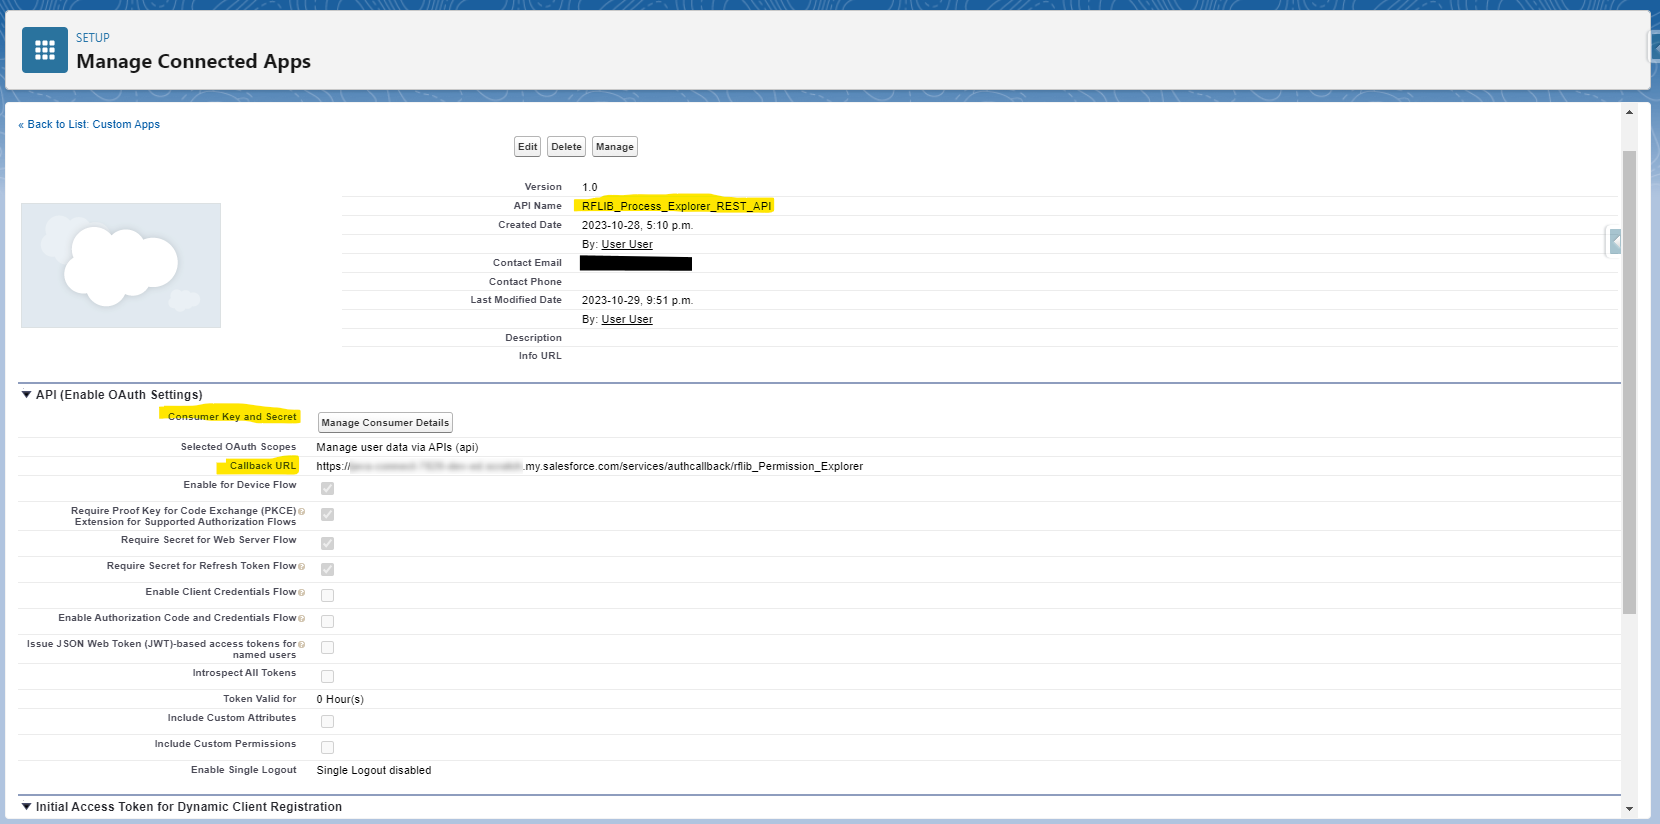 SETUP
Manage Connected Apps
« Back to List: Custom Apps
Edit Delete Manage
Version 1.0
API Name RFLIB_Process_Explorer_REST_API
Created Date 2023-10-28, 5:10 p.m.
By: User User
Contact Email
Contact Phone
Last Modified Date 2023-10-29, 9:51 p.m.
By: User User
Description
Info URL
API (Enable OAuth Settings)
Consumer Key and Secret Manage Consumer Details
Selected OAuth Scopes Manage user data via APIs (api)
Callback URL https:// .my.salesforce.com/services/authcallback/rflib_Permission_Explorer
Enable for Device Flow
Require Proof Key for Code Exchange (PKCE)
Extension for Supported Authorization Flows
Require Secret for Web Server Flow
Require Secret for Refresh Token Flow
Enable Client Credentials Flow
Enable Authorization Code and Credentials Flow
Issue JSON Web Token (JWT)-based access tokens for
named users
Introspect All Tokens
Token Valid for 0 Hour(s)
Include Custom Attributes
Include Custom Permissions
Enable Single Logout Single Logout disabled
Initial Access Token for Dynamic Client Registration